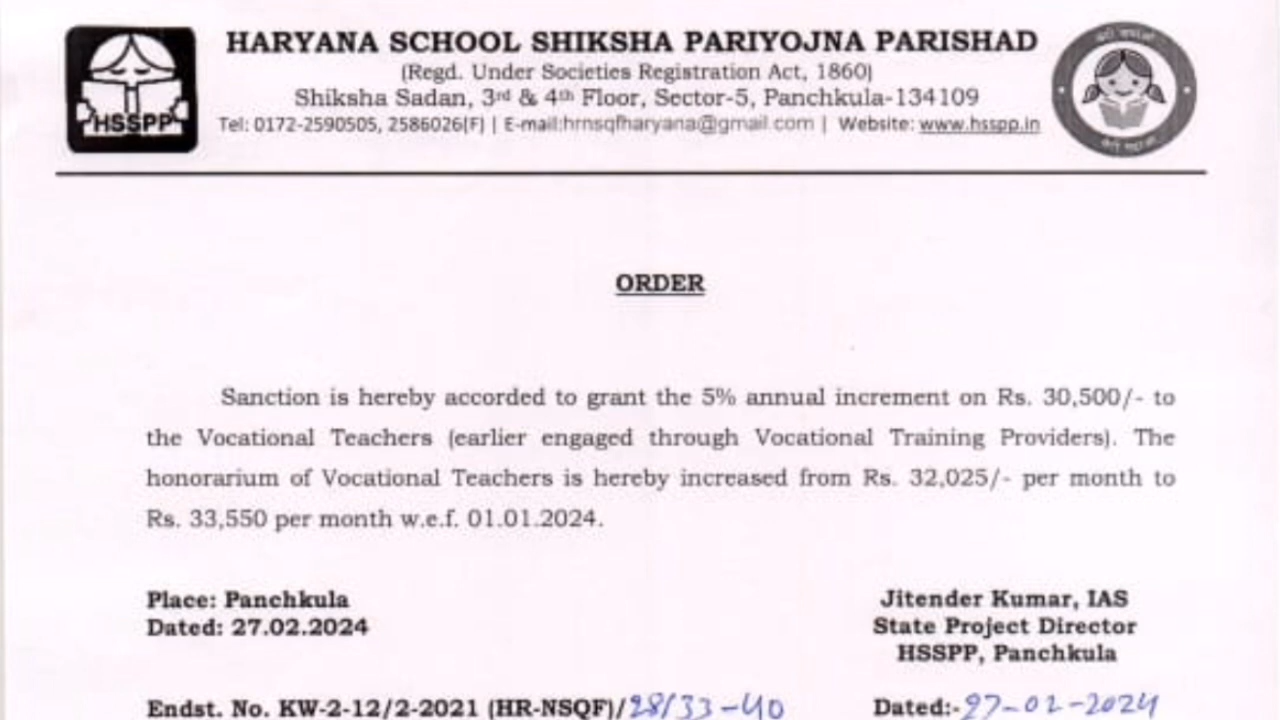 HARYANA SCHOOL SHIKSHA PARIYOJNA PARISHAD
(Regd. Under Societies Registration Act, 1860)
Shiksha Sadan, 3rd & 4th Floor, Sector-5, Panchkula-134109
Tel: 0172-2590505, 2586026(F) | E-mail:hrnsqfharyana@gmail.com | Website: www.hsspp.in
HSSPP
ORDER
Sanction is hereby accorded to grant the 5% annual increment on Rs. 30,500/- to
the Vocational Teachers (earlier engaged through Vocational Training Providers). The
honorarium of Vocational Teachers is hereby increased from Rs. 32,025/- per month to
Rs. 33,550 per month w.e.f. 01.01.2024.
Place: Panchkula
Dated: 27.02.2024
Jitender Kumar, IAS
State Project Director
HSSPP, Panchkula
Endst. No. KW-2-12/2-2021 (HR-NSQF)/28133-40
Dated:-27-02-2024